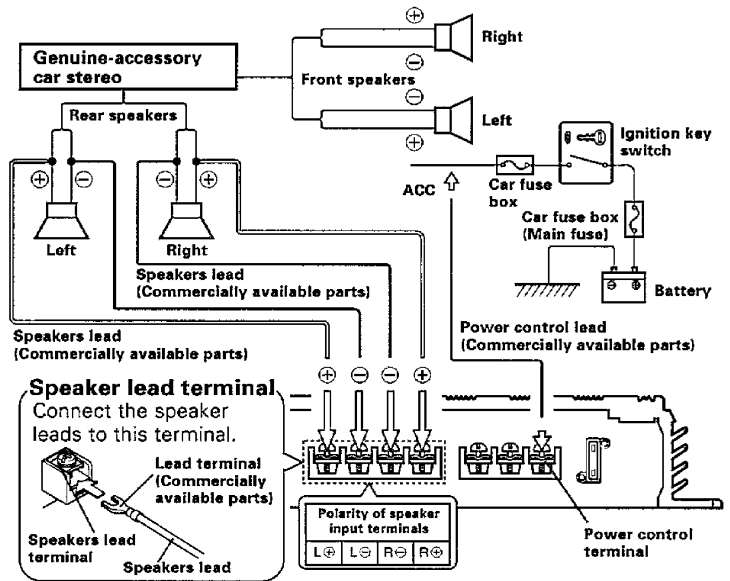 Genuine-accessory
car stereo
Rear speakers
Front speakers
⊕
Right
⊖
⊖
Left
⊕
Ignition key
switch
ACC
Car fuse
box
Car fuse box
(Main fuse)
Battery
⊖ ⊕
⊕ ⊖
Left
⊖ ⊕
Right
Speakers lead
(Commercially available parts)
Speakers lead
(Commercially available parts)
Power control lead
(Commercially available parts)
⊕ ⊖ ⊖ ⊕
Speaker lead terminal
Connect the speaker
leads to this terminal.
Lead terminal
(Commercially
available parts)
Speakers lead
terminal
Speakers lead
Polarity of speaker
input terminals
L⊕ L⊖ R⊖ R⊕
Power control
terminal